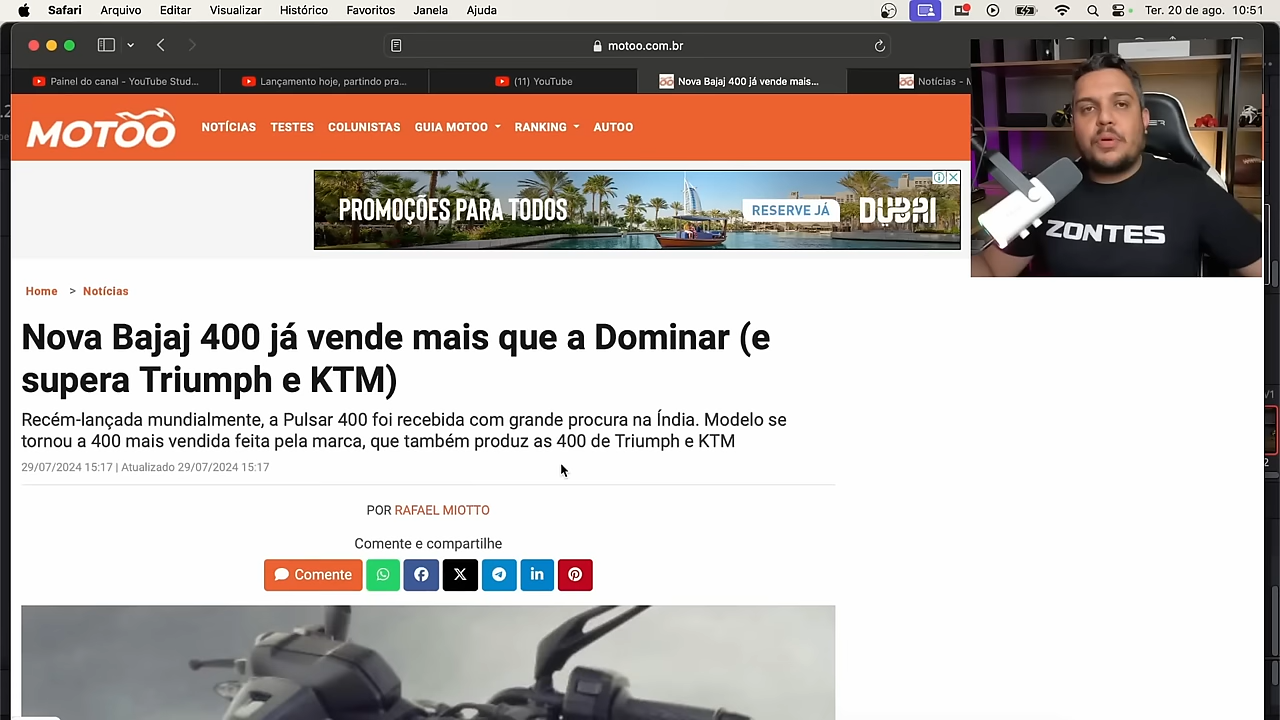 Safari Arquivo Editar Visualizar Histórico Favoritos Janela Ajuda Ter. 20 de ago. 10:51
motoo.com.br
Painel do canal - YouTube Stud... Lançamento hoje, partindo pra... (11) YouTube Nova Bajaj 400 já vende mais... Notícias -
MOTOO NOTÍCIAS TESTES COLUNISTAS GUIA MOTOO RANKING AUTOO
PROMOÇÕES PARA TODOS RESERVE JÁ DUBAI
ZONTES
Home > Notícias
Nova Bajaj 400 já vende mais que a Dominar (e
supera Triumph e KTM)
Recém-lançada mundialmente, a Pulsar 400 foi recebida com grande procura na Índia. Modelo se
tornou a 400 mais vendida feita pela marca, que também produz as 400 de Triumph e KTM
29/07/2024 15:17 | Atualizado 29/07/2024 15:17
POR RAFAEL MIOTTO
Comente e compartilhe
Comente